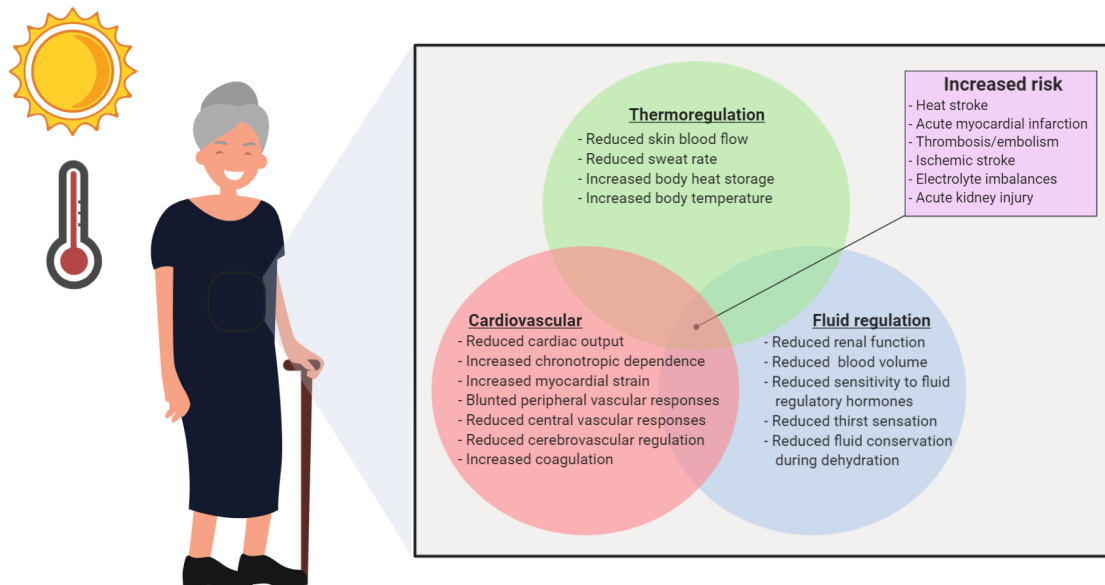 Thermoregulation
- Reduced skin blood flow
- Reduced sweat rate
- Increased body heat storage
- Increased body temperature
Increased risk
- Heat stroke
- Acute myocardial infarction
- Thrombosis/embolism
- Ischemic stroke
- Electrolyte imbalances
- Acute kidney injury
Cardiovascular
- Reduced cardiac output
- Increased chronotropic dependence
- Increased myocardial strain
- Blunted peripheral vascular responses
- Reduced central vascular responses
- Reduced cerebrovascular regulation
- Increased coagulation
Fluid regulation
- Reduced renal function
- Reduced blood volume
- Reduced sensitivity to fluid
regulatory hormones
- Reduced thirst sensation
- Reduced fluid conservation
during dehydration